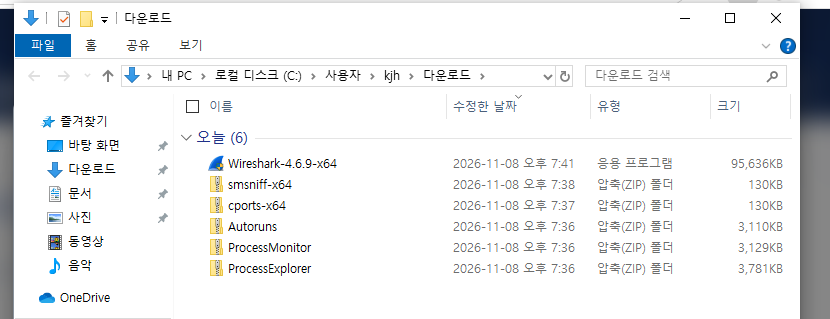 다운로드
파일 홈 공유 보기
내 PC 로컬 디스크 (C:) 사용자 kjh 다운로드 다운로드 검색
이름 수정한 날짜 유형 크기
즐겨찾기
바탕 화면
다운로드
문서
사진
동영상
음악
OneDrive
오늘 (6)
Wireshark-4.6.9-x64 2026-11-08 오후 7:41 응용 프로그램 95,636KB
smsniff-x64 2026-11-08 오후 7:38 압축(ZIP) 폴더 130KB
cports-x64 2026-11-08 오후 7:37 압축(ZIP) 폴더 130KB
Autoruns 2026-11-08 오후 7:36 압축(ZIP) 폴더 3,110KB
ProcessMonitor 2026-11-08 오후 7:36 압축(ZIP) 폴더 3,129KB
ProcessExplorer 2026-11-08 오후 7:36 압축(ZIP) 폴더 3,781KB